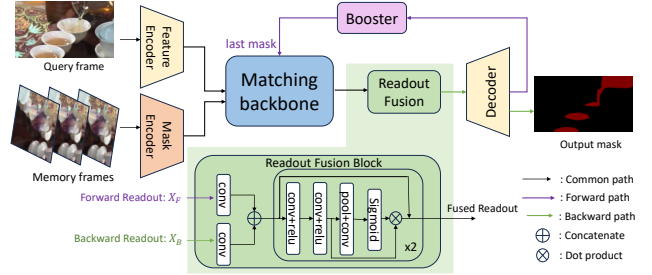 Booster
last mask
Feature
Encoder
Query frame
Matching
backbone
Readout
Fusion
Decoder
Mask
Encoder
Output mask
Memory frames
Readout Fusion Block
Forward Readout: X_F
Backward Readout: X_B
conv
conv
conv+relu
conv+relu
pool+conv
Sigmoid
x2
Fused Readout
: Common path
: Forward path
: Backward path
: Concatenate
: Dot product